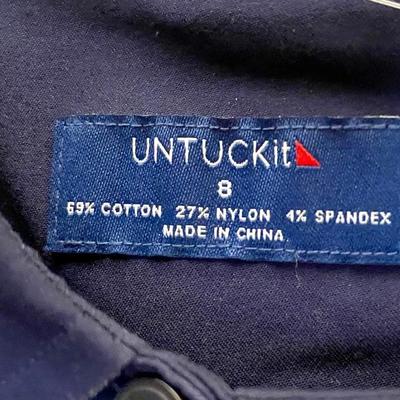 UNTUCKit
8
69% COTTON 27% NYLON 4% SPANDEX
MADE IN CHINA